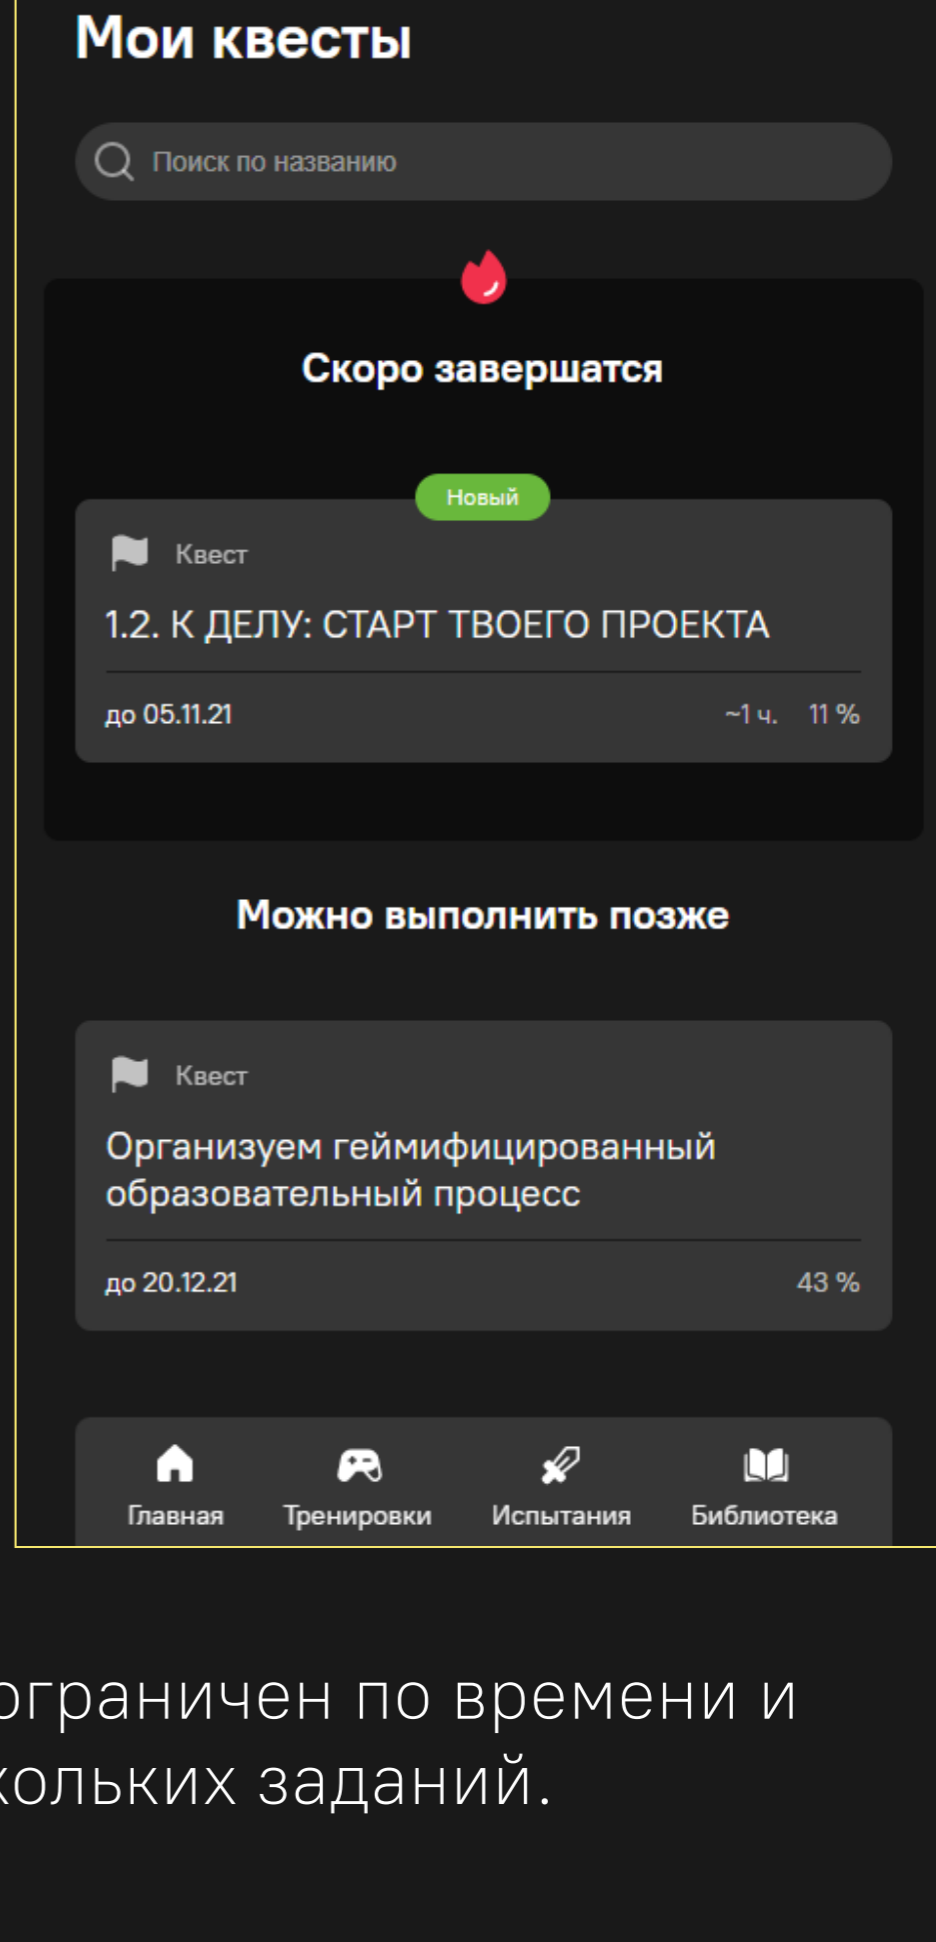 Мои квесты
Поиск по названию
Скоро завершатся
Новый
Квест
1.2. К ДЕЛУ: СТАРТ ТВОЕГО ПРОЕКТА
до 05.11.21 ~1 ч. 11 %
Можно выполнить позже
Квест
Организуем геймифицированный
образовательный процесс
до 20.12.21 43 %
Главная Тренировки Испытания Библиотека
ограничен по времени и
кольких заданий.